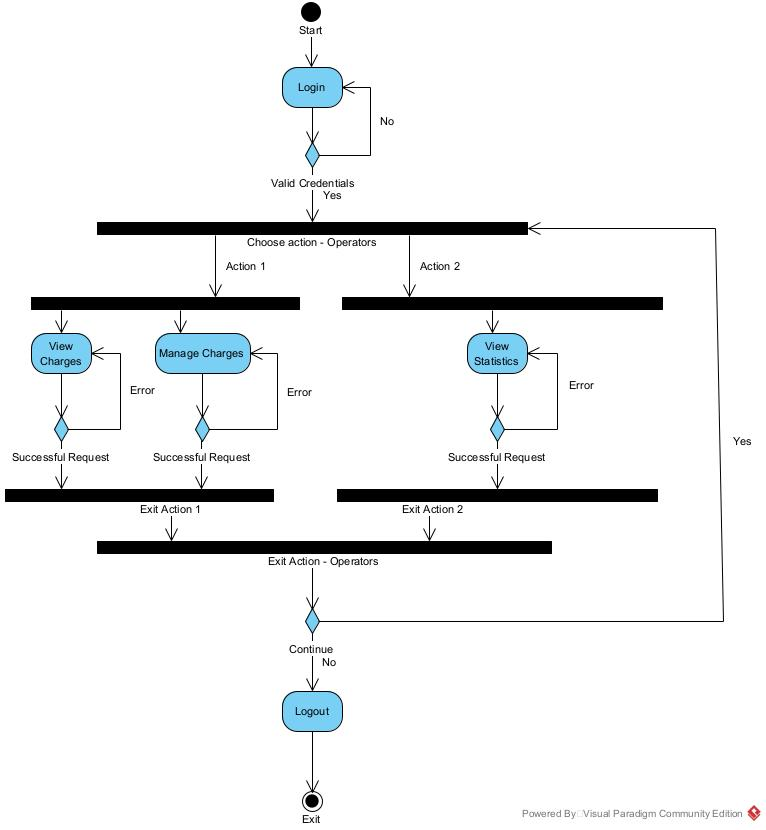 Start
Login
No
Valid Credentials
Yes
Choose action - Operators
Action 1
Action 2
View
Charges
Manage Charges
View
Statistics
Error
Error
Error
Yes
Successful Request
Successful Request
Successful Request
Exit Action 1
Exit Action 2
Exit Action - Operators
Continue
No
Logout
Exit
Powered By Visual Paradigm Community Edition